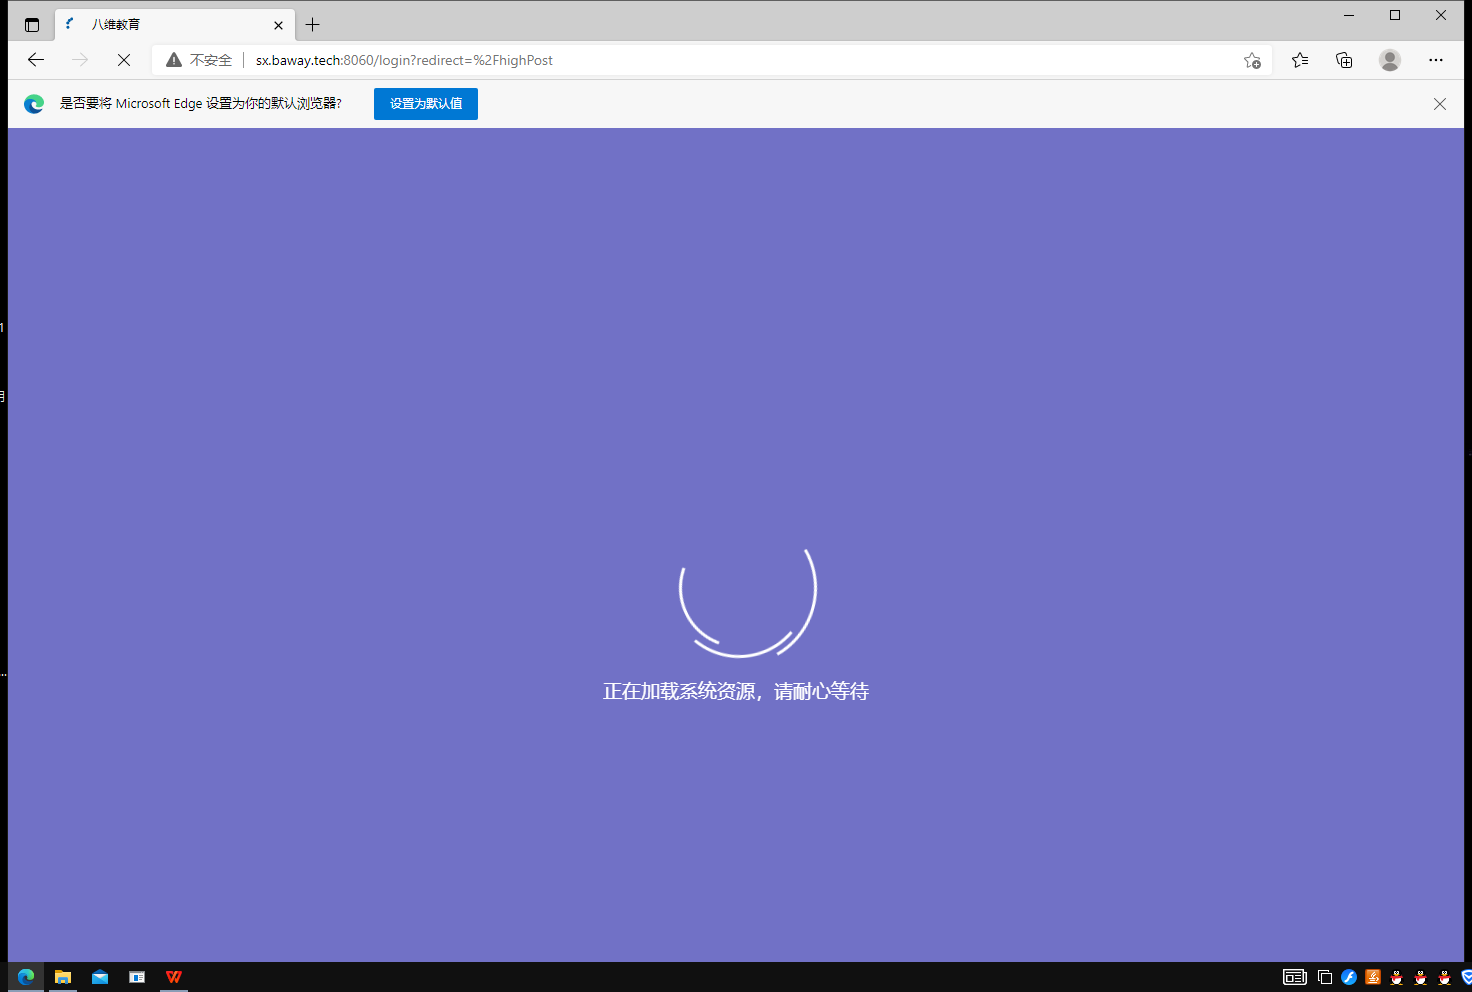 八维教育
不安全
sx.baway.tech:8060/login?redirect=%2FhighPost
是否要将 Microsoft Edge 设置为你的默认浏览器?
设置为默认值
1
正在加载系统资源，请耐心等待